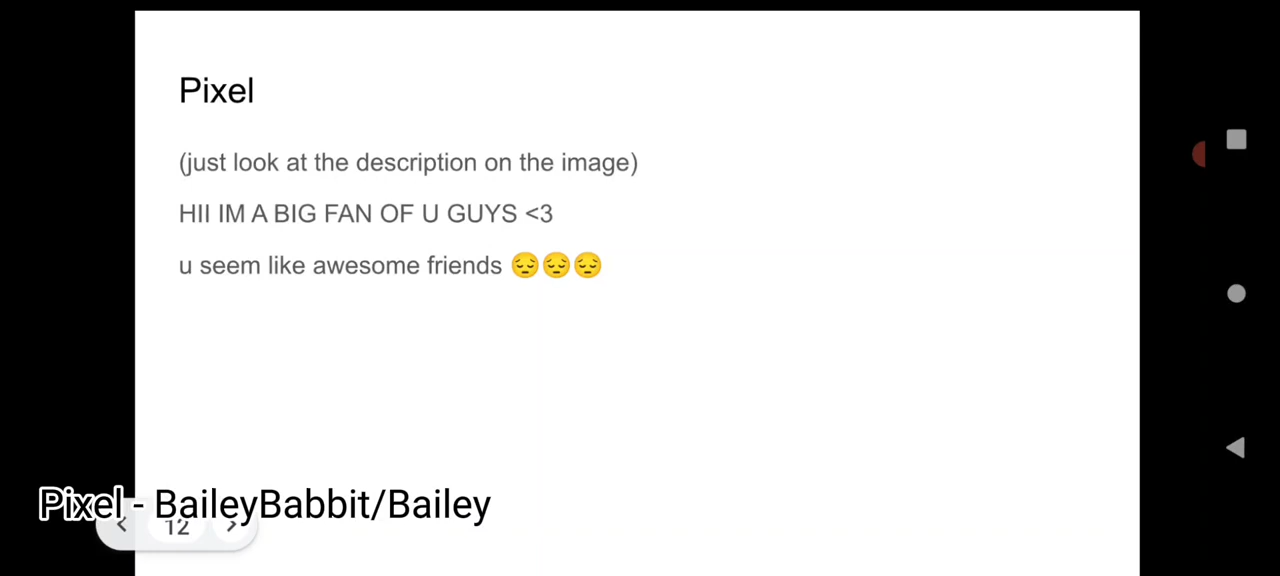 Pixel
(just look at the description on the image)
HII IM A BIG FAN OF U GUYS <3
u seem like awesome friends 😔😔😔
Pixel - BaileyBabbit/Bailey
< 12 >